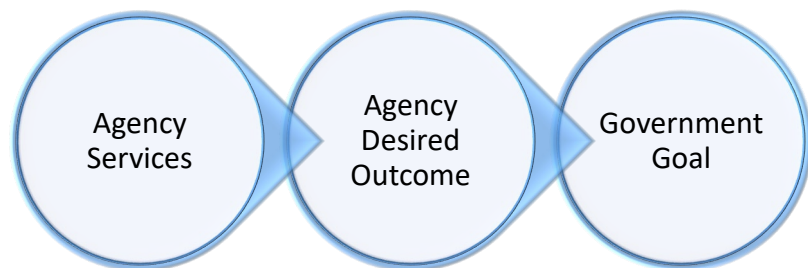 Agency
Services
Agency
Desired
Outcome
Government
Goal